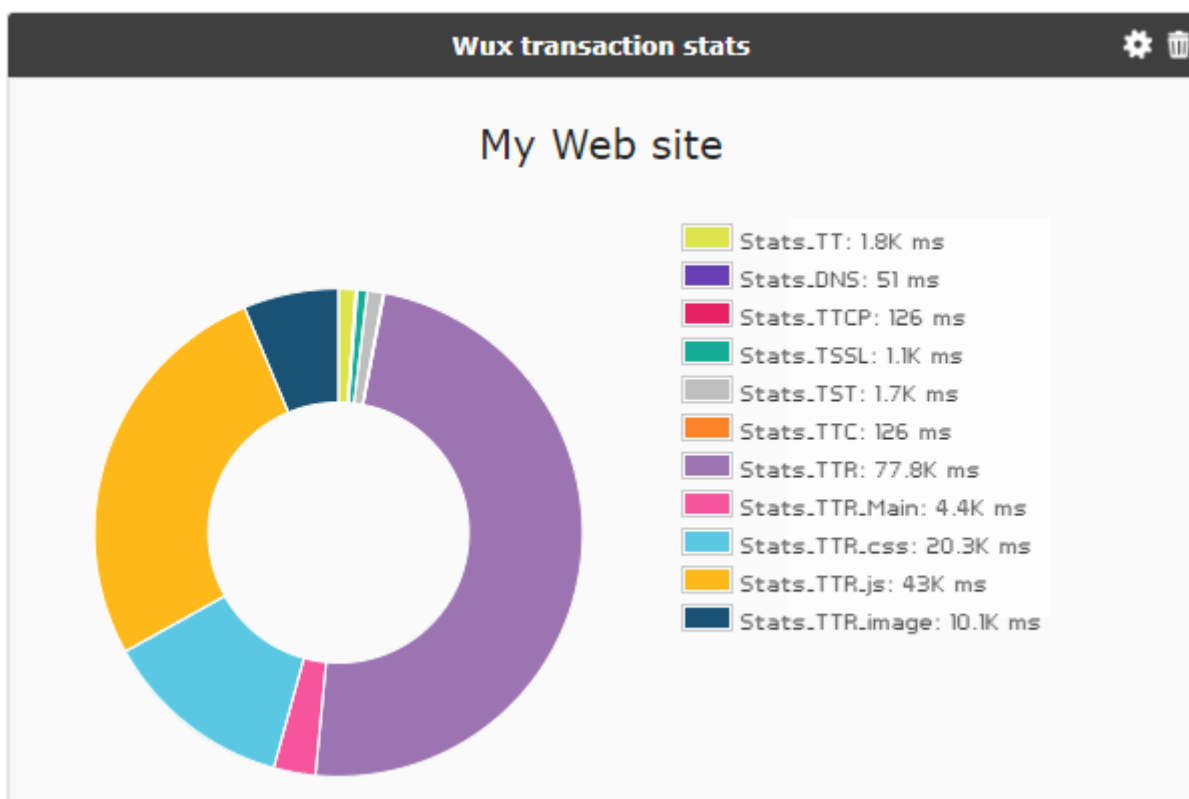 Wux transaction stats
My Web site
Stats_TT: 1.8K ms
Stats_DNS: 51 ms
Stats_TTCP: 126 ms
Stats_TSSL: 1.1K ms
Stats_TST: 1.7K ms
Stats_TTC: 126 ms
Stats_TTR: 77.8K ms
Stats_TTR_Main: 4.4K ms
Stats_TTR_css: 20.3K ms
Stats_TTR_js: 43K ms
Stats_TTR_image: 10.1K ms